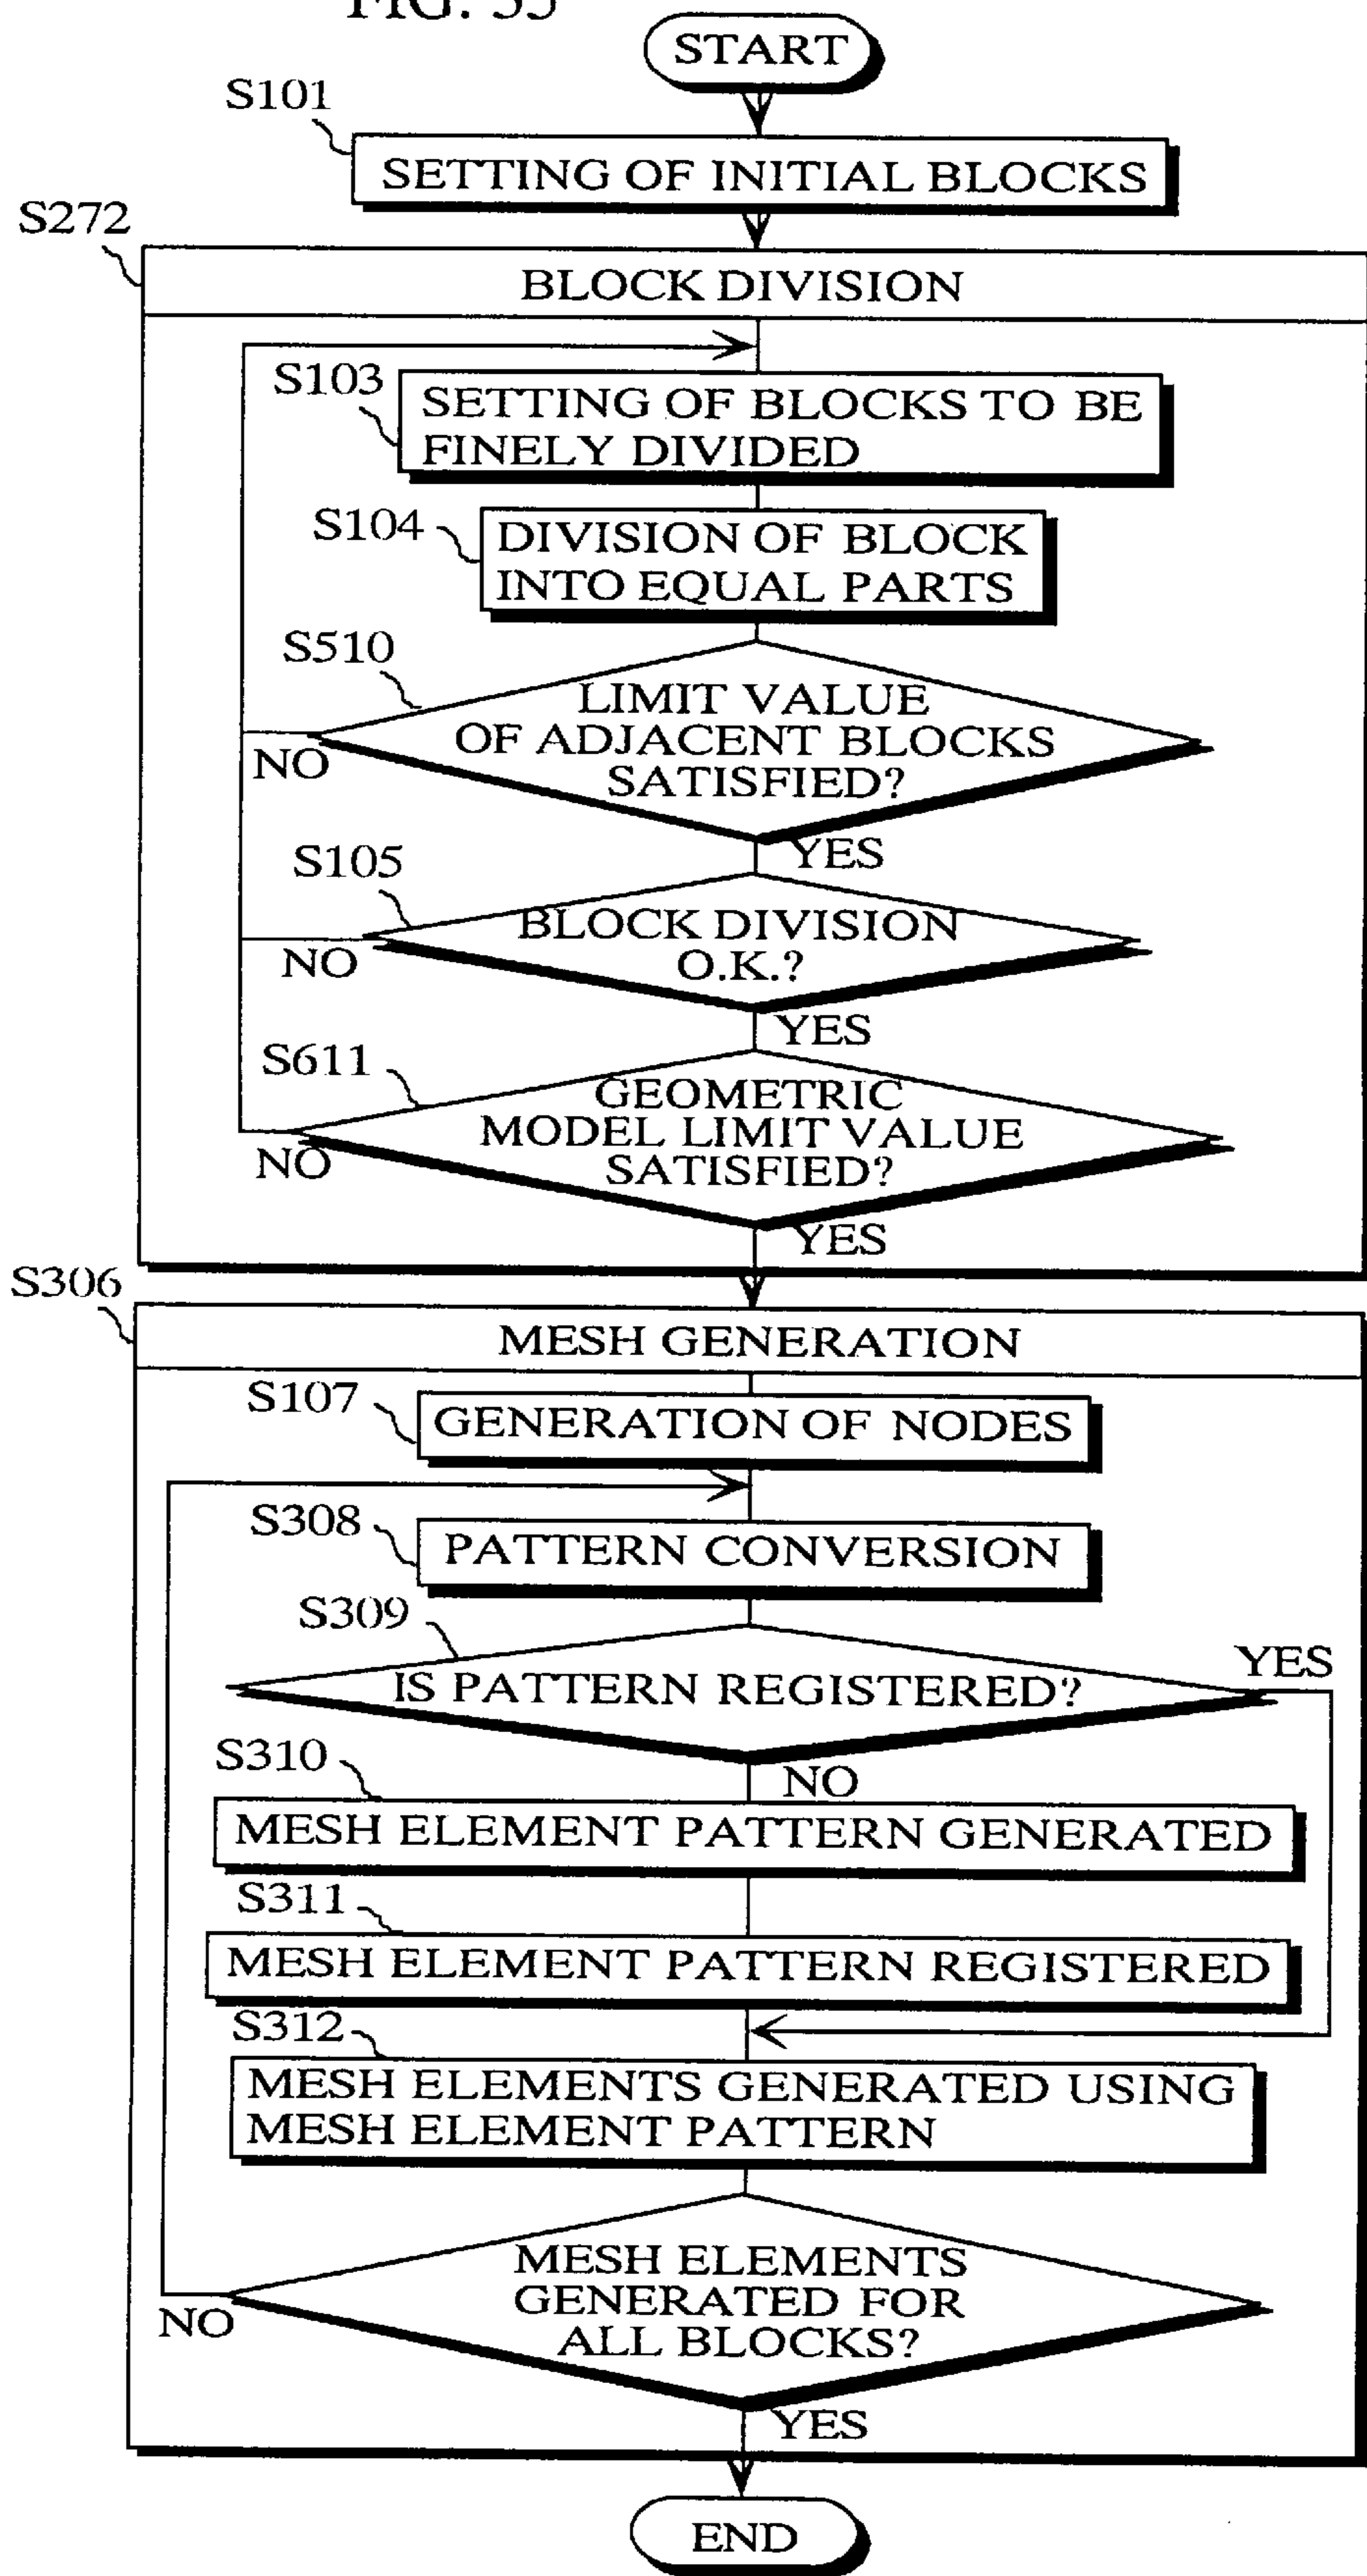 FIG. 33
START
S101
SETTING OF INITIAL BLOCKS
S272
BLOCK DIVISION
S103
SETTING OF BLOCKS TO BE
FINELY DIVIDED
S104
DIVISION OF BLOCK
INTO EQUAL PARTS
S510
LIMIT VALUE
OF ADJACENT BLOCKS
SATISFIED?
NO
YES
S105
BLOCK DIVISION
O.K.?
NO
YES
S611
GEOMETRIC
MODEL LIMIT VALUE
SATISFIED?
NO
YES
S306
MESH GENERATION
S107
GENERATION OF NODES
S308
PATTERN CONVERSION
S309
IS PATTERN REGISTERED?
YES
NO
S310
MESH ELEMENT PATTERN GENERATED
S311
MESH ELEMENT PATTERN REGISTERED
S312
MESH ELEMENTS GENERATED USING
MESH ELEMENT PATTERN
MESH ELEMENTS
GENERATED FOR
ALL BLOCKS?
NO
YES
END